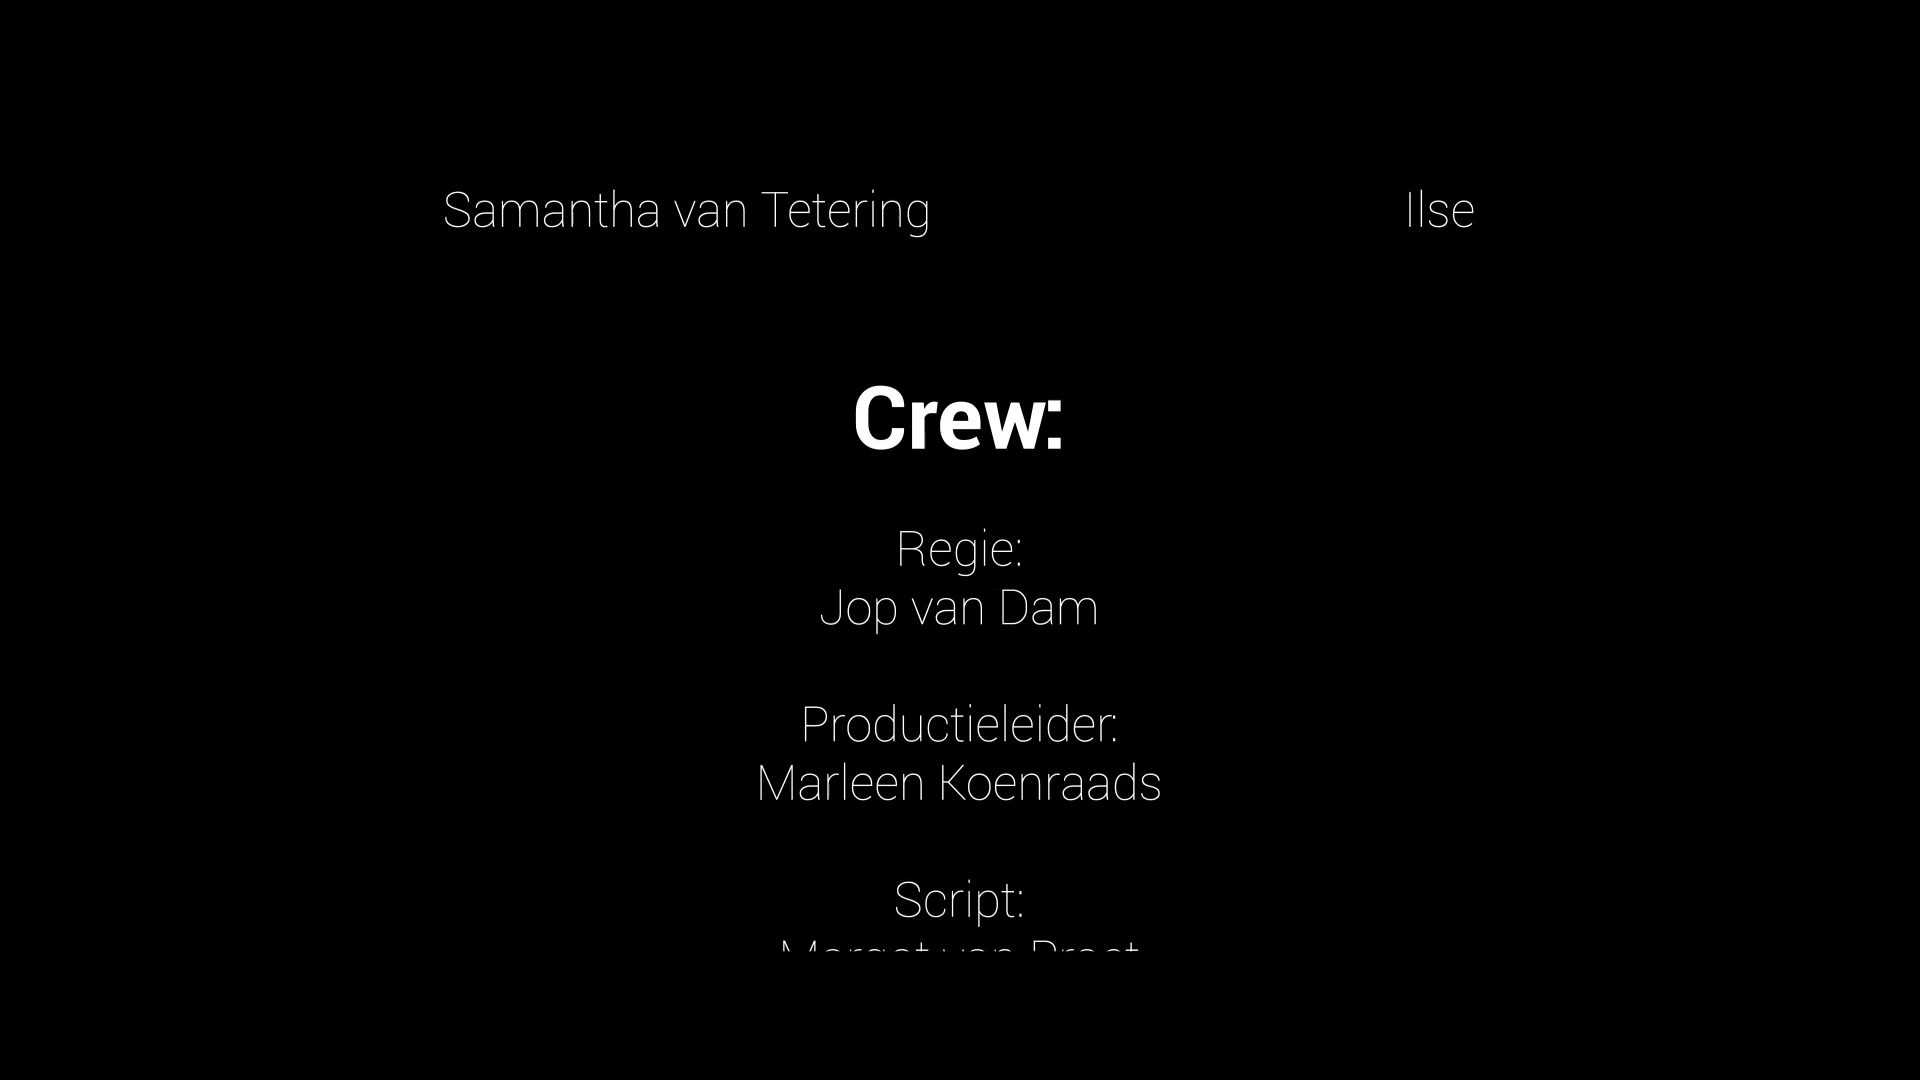 Samantha van Tetering Ilse
Crew:
Regie:
Jop van Dam
Productieleider:
Marleen Koenraads
Script: